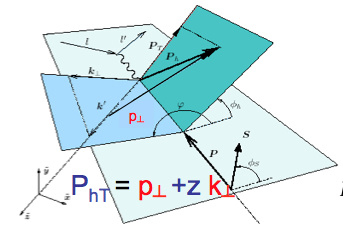 l
l'
P_T
P_h
k⊥
k'
p⊥
φ
ϕ_h
S
P
ϕ_S
ŷ
x̂
ẑ
P_hT = p⊥ +z k⊥